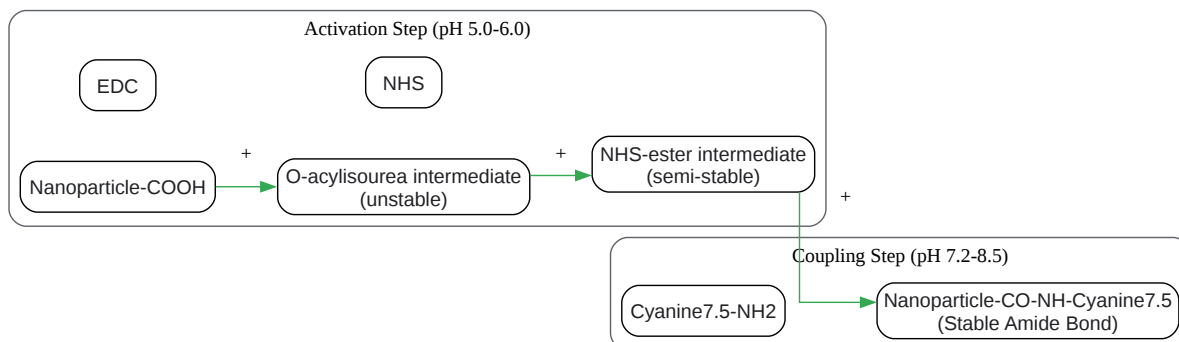 Activation Step (pH 5.0-6.0)
EDC
NHS
+
+
Nanoparticle-COOH
O-acylisourea intermediate
(unstable)
NHS-ester intermediate
(semi-stable)
+
Coupling Step (pH 7.2-8.5)
Cyanine7.5-NH2
Nanoparticle-CO-NH-Cyanine7.5
(Stable Amide Bond)